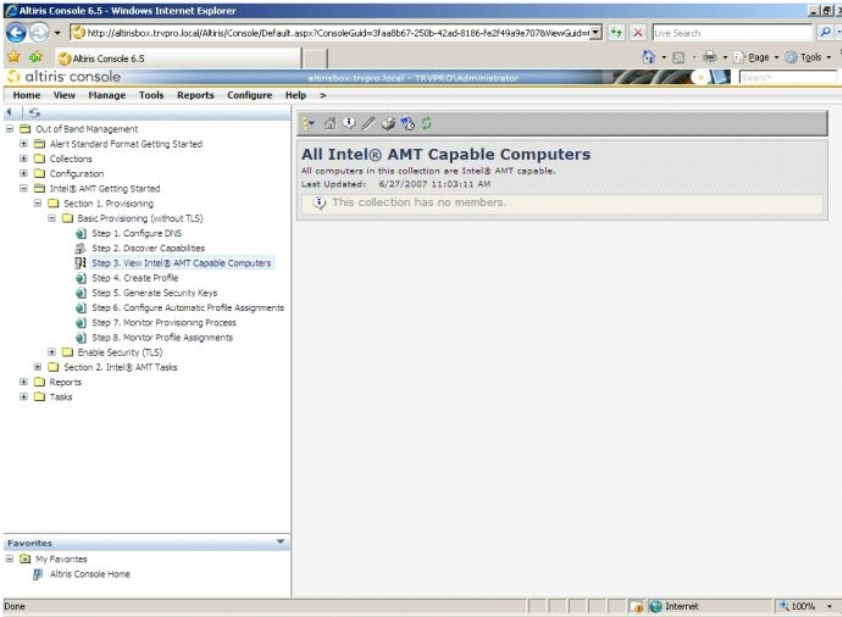 Altiris Console 6.5 - Windows Internet Explorer
http://altirisbox.trvpro.local/Altiris/Console/Default.aspx?ConsoleGuid=3faa8b67-250b-42ad-8186-fe2f49a9e7078ViewGuid=
Live Search
Altiris Console 6.5
Page
Tools
altiris console
altirisbox.trvpro.local - TRVPRO\Administrator
Search
Home View Manage Tools Reports Configure Help >
Out of Band Management
Alert Standard Format Getting Started
Collections
Configuration
Intel® AMT Getting Started
Section 1. Provisioning
Basic Provisioning (without TLS)
Step 1. Configure DNS
Step 2. Discover Capabilities
Step 3. View Intel® AMT Capable Computers
Step 4. Create Profile
Step 5. Generate Security Keys
Step 6. Configure Automatic Profile Assignments
Step 7. Monitor Provisioning Process
Step 8. Monitor Profile Assignments
Enable Security (TLS)
Section 2. Intel® AMT Tasks
Reports
Tasks
All Intel® AMT Capable Computers
All computers in this collection are Intel® AMT capable.
Last Updated: 6/27/2007 11:03:11 AM
This collection has no members.
Favorites
My Favorites
Altiris Console Home
Done
Internet
100%